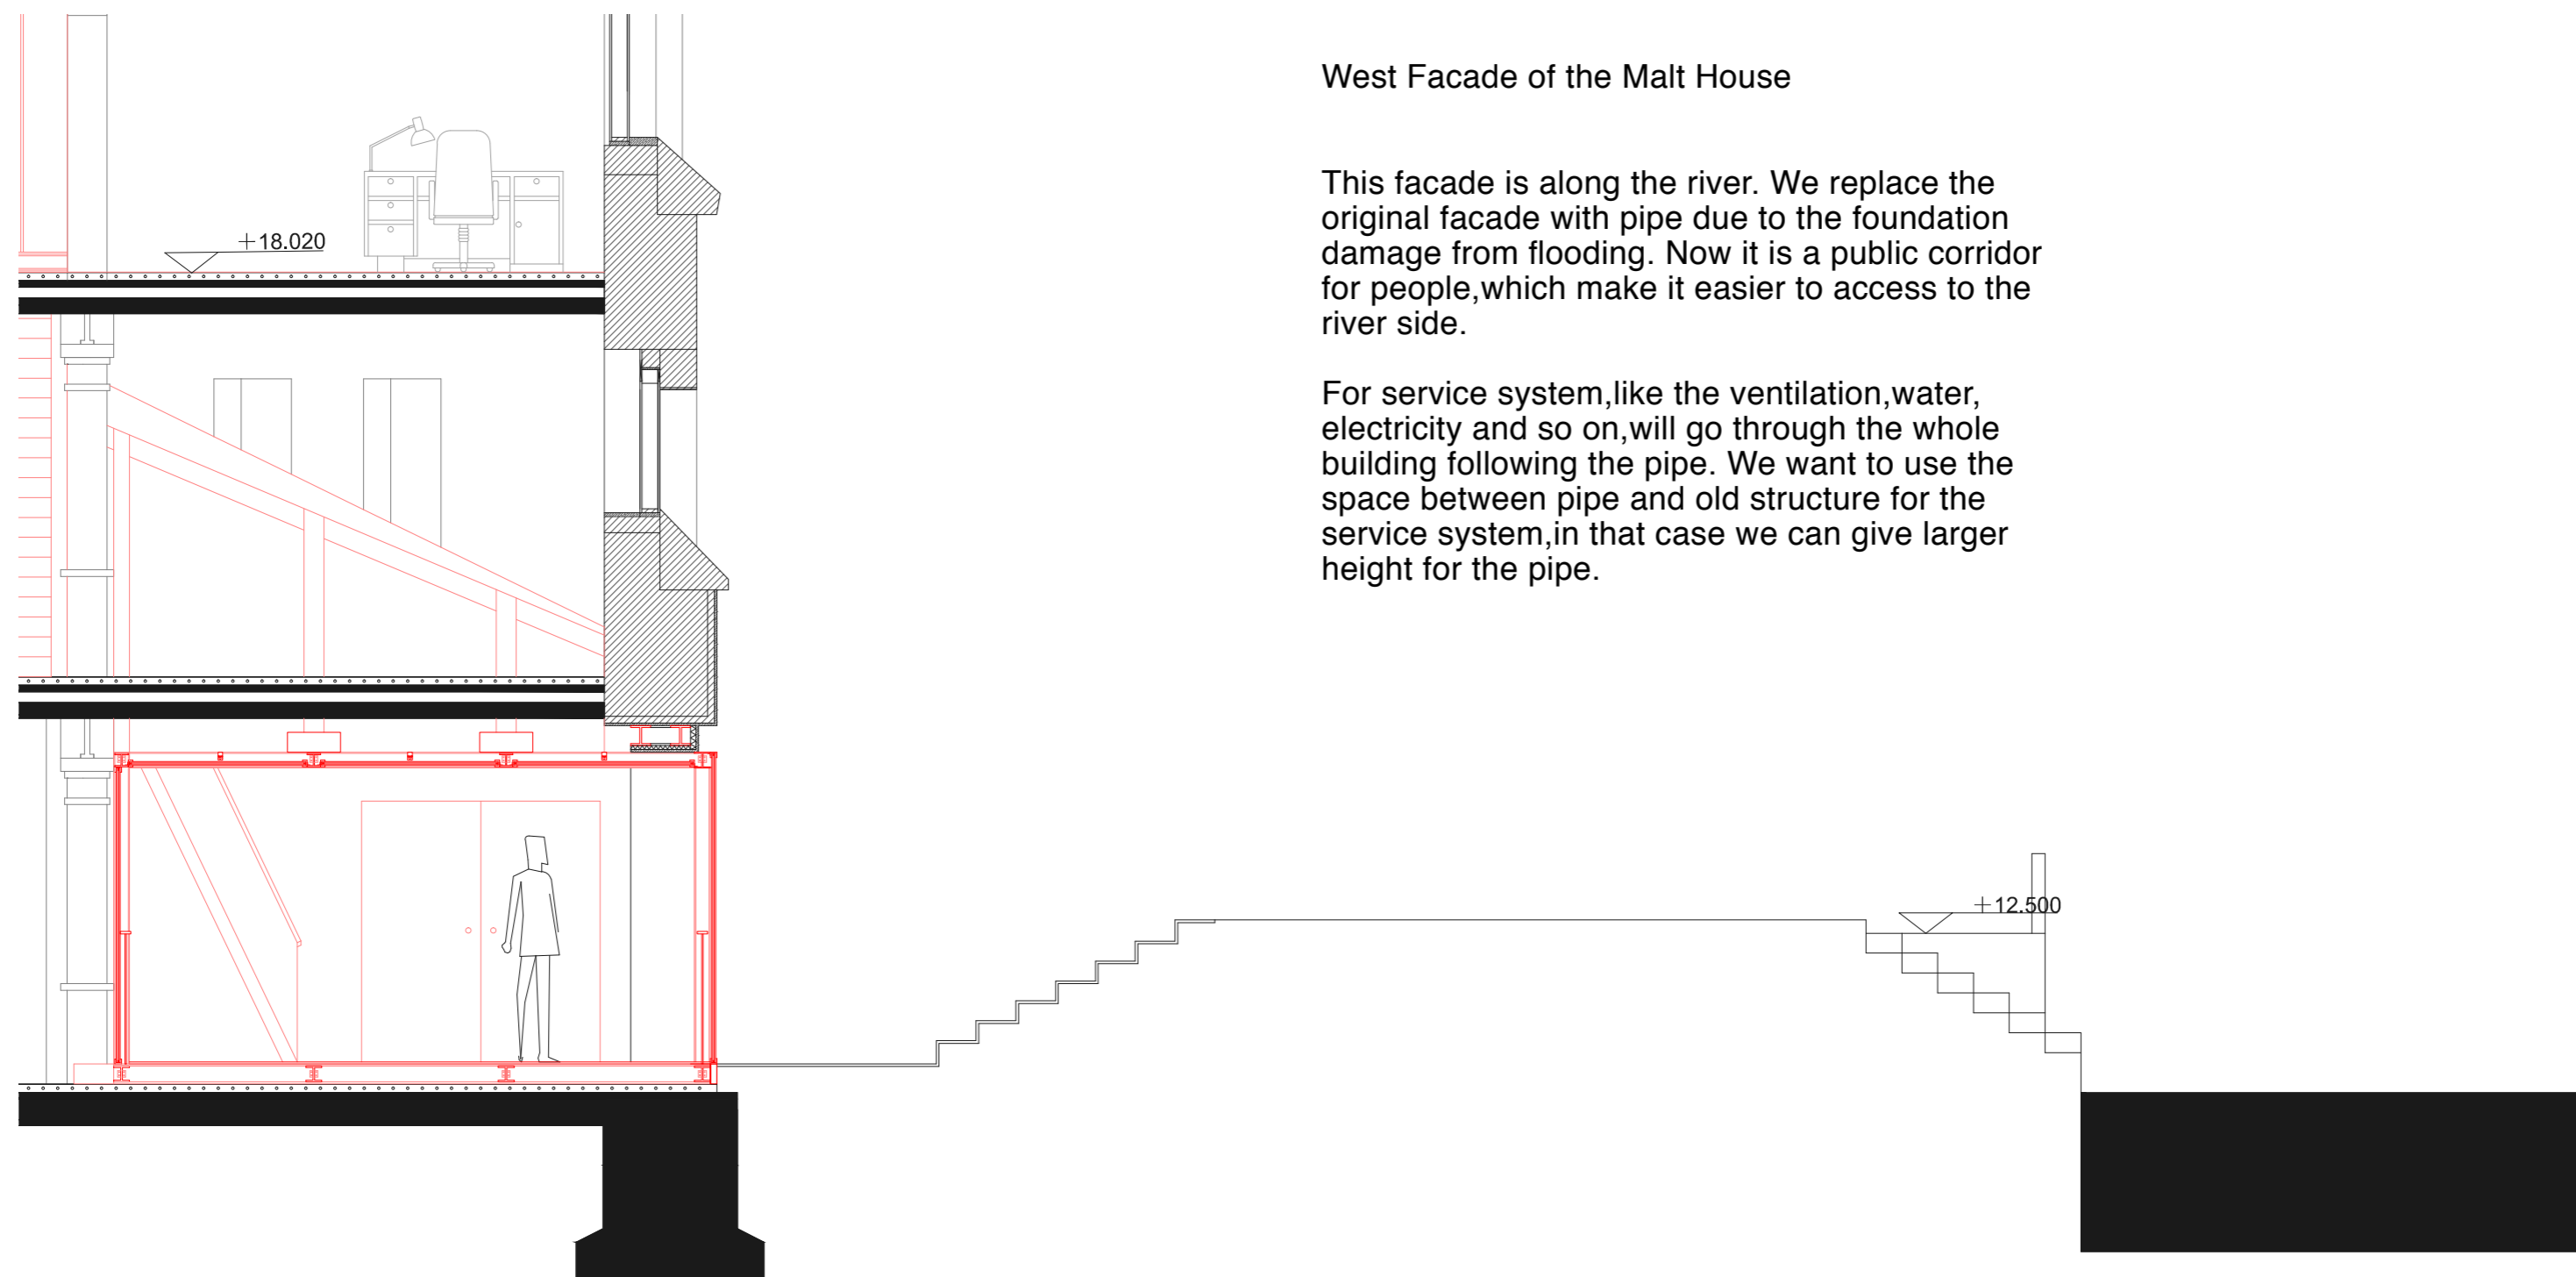 West Facade of the Malt House
This facade is along the river. We replace the
original facade with pipe due to the foundation
damage from flooding. Now it is a public corridor
for people,which make it easier to access to the
river side.
For service system,like the ventilation,water,
electricity and so on,will go through the whole
building following the pipe. We want to use the
space between pipe and old structure for the
service system,in that case we can give larger
height for the pipe.
+18.020
+12.500